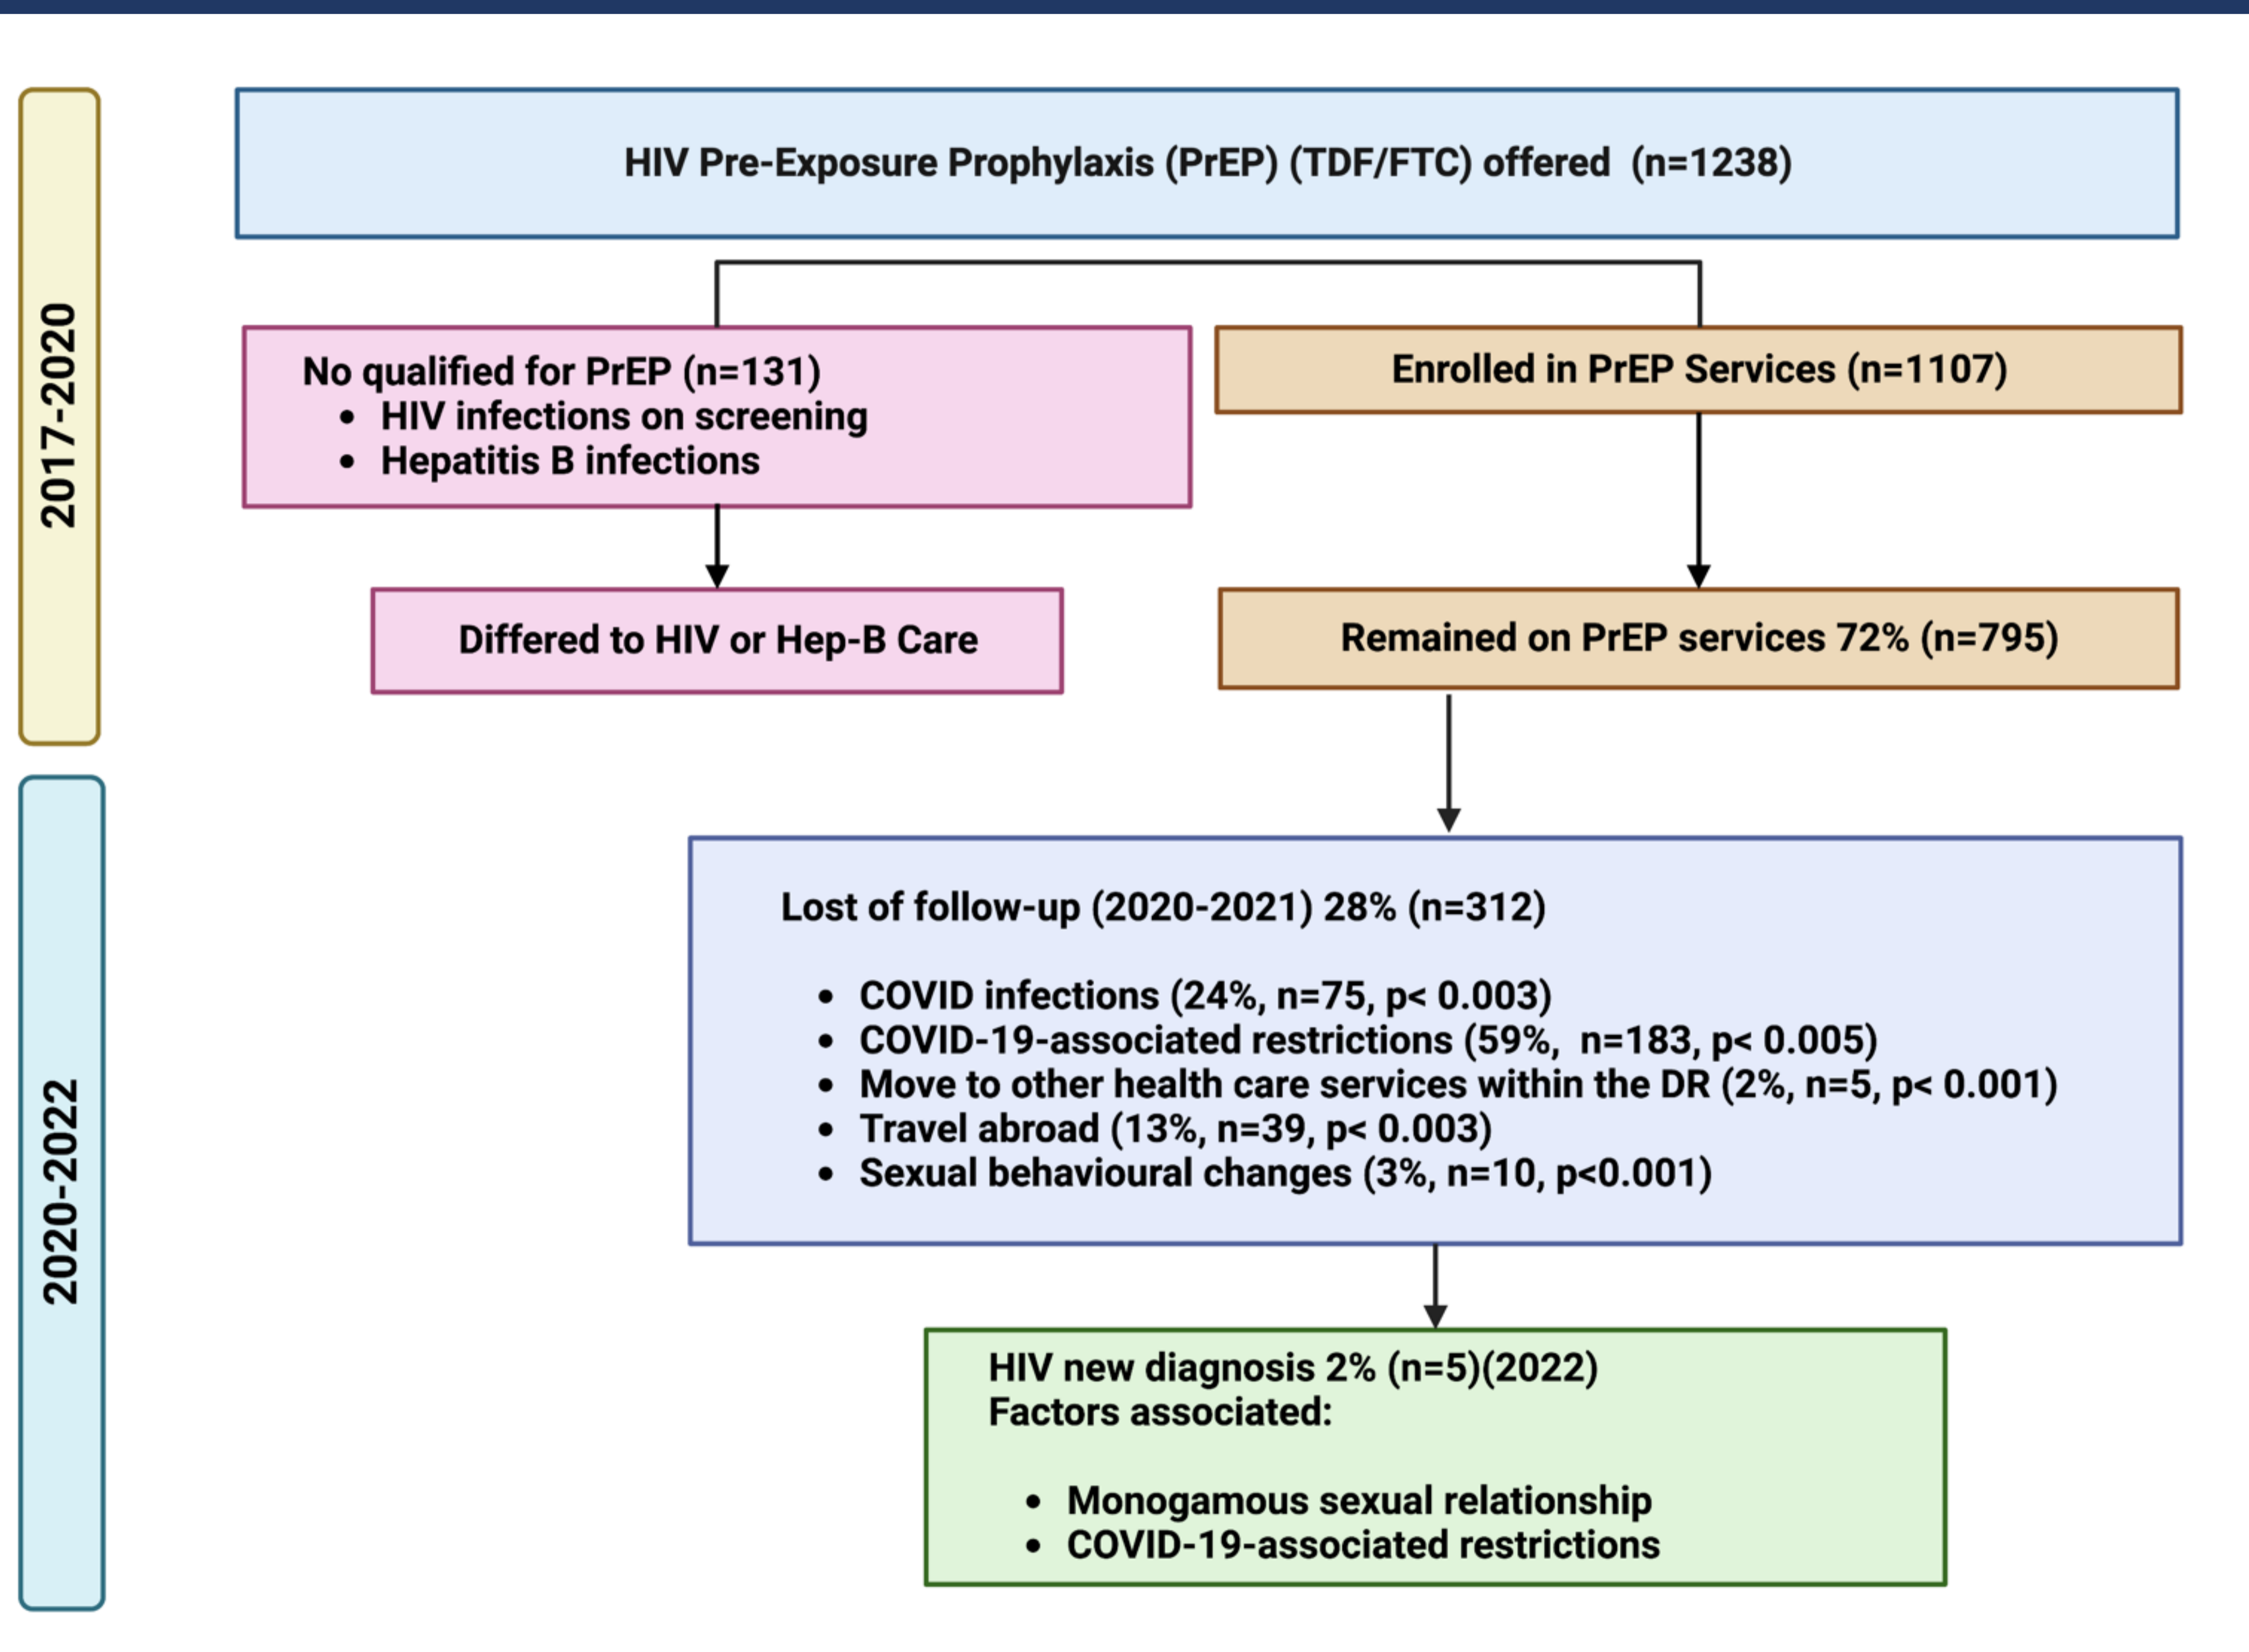 2017-2020
HIV Pre-Exposure Prophylaxis (PrEP) (TDF/FTC) offered (n=1238)
No qualified for PrEP (n=131)
• HIV infections on screening
• Hepatitis B infections
Enrolled in PrEP Services (n=1107)
Differed to HIV or Hep-B Care
Remained on PrEP services 72% (n=795)
2020-2022
Lost of follow-up (2020-2021) 28% (n=312)
• COVID infections (24%, n=75, p< 0.003)
• COVID-19-associated restrictions (59%, n=183, p< 0.005)
• Move to other health care services within the DR (2%, n=5, p< 0.001)
• Travel abroad (13%, n=39, p< 0.003)
• Sexual behavioural changes (3%, n=10, p<0.001)
HIV new diagnosis 2% (n=5)(2022)
Factors associated:
• Monogamous sexual relationship
• COVID-19-associated restrictions